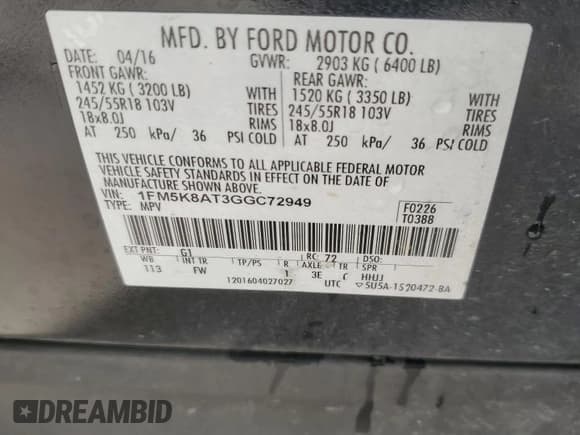 MFD. BY FORD MOTOR CO.
DATE: 04/16 GVWR: 2903 KG ( 6400 LB)
FRONT GAWR: REAR GAWR:
1452 KG ( 3200 LB) WITH 1520 KG ( 3350 LB) WITH
245/55R18 103V TIRES 245/55R18 103V TIRES
18x8.0J RIMS 18x8.0J RIMS
AT 250 kPa/ 36 PSI COLD AT 250 kPa/ 36 PSI COLD
THIS VEHICLE CONFORMS TO ALL APPLICABLE FEDERAL MOTOR
VEHICLE SAFETY AND THEFT PREVENTION STANDARDS IN EFFECT ON THE DATE OF
MANUFACTURE SHOWN ABOVE.
VIN: 1FM5K8AT3GGC72949
TYPE: MPV
F0226
T0388
EXT PNT: G1 RC: 72 DSO:
WB INT TR TP/PS R AXLE TR SPR
113 FW 1 3E HHJJ
1201604027027 UTC 5U5A-1520472-BA
DREAMBID